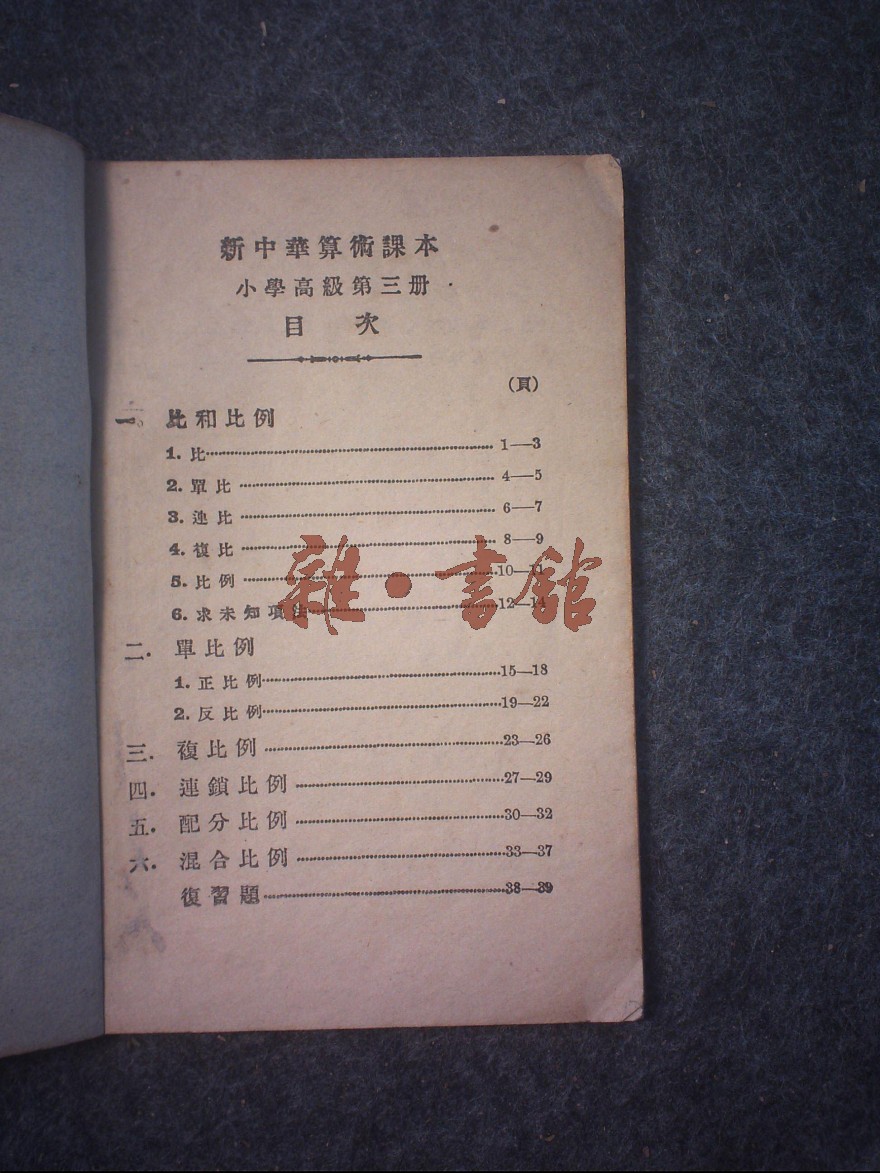 新中華算術課本
小學高級第三册
目 次
(頁)
一. 比和比例
1. 比 1—3
2. 單比 4—5
3. 連比 6—7
4. 複比 8—9
5. 比例 10—11
6. 求未知項法 12—14
二. 單比例
1. 正比例 15—18
2. 反比例 19—22
三. 複比例 23—26
四. 連鎖比例 27—29
五. 配分比例 30—32
六. 混合比例 33—37
復習題 38—39
雜·書館